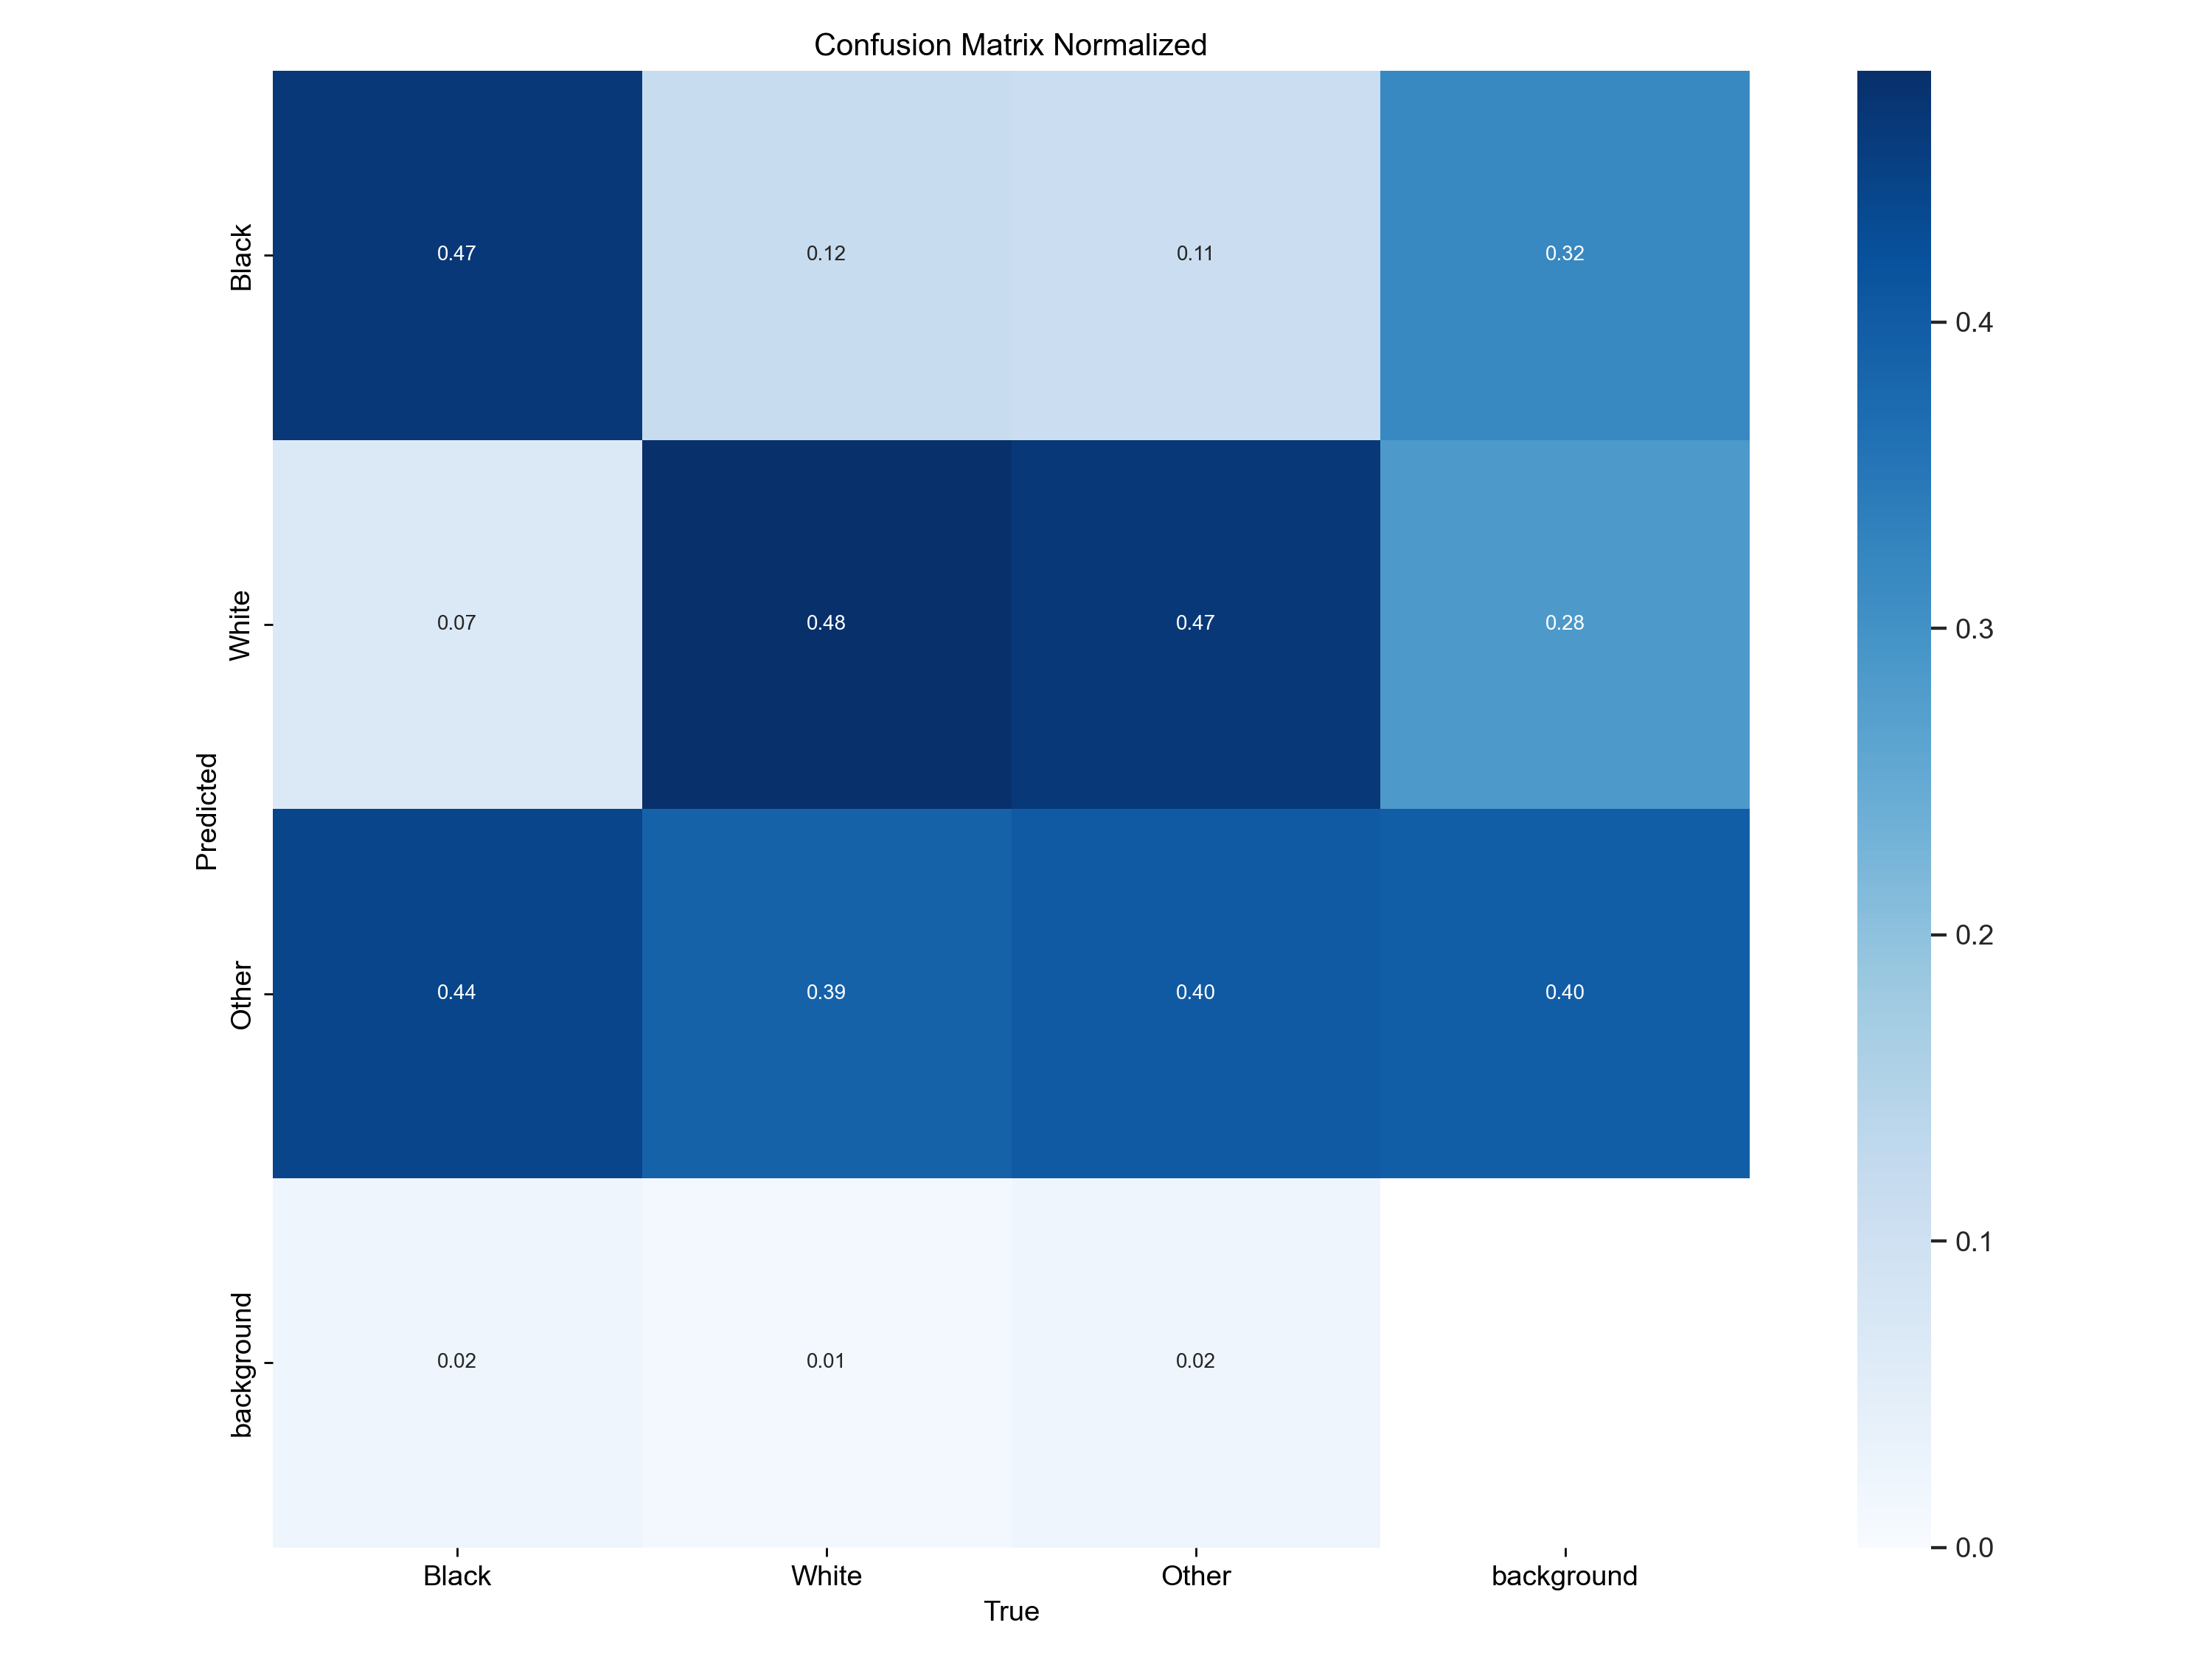 Confusion Matrix Normalized
Black
0.47
0.12
0.11
0.32
0.4
White
0.07
0.48
0.47
0.28
0.3
Predicted
0.2
Other
0.44
0.39
0.40
0.40
0.1
background
0.02
0.01
0.02
0.0
Black
White
Other
background
True